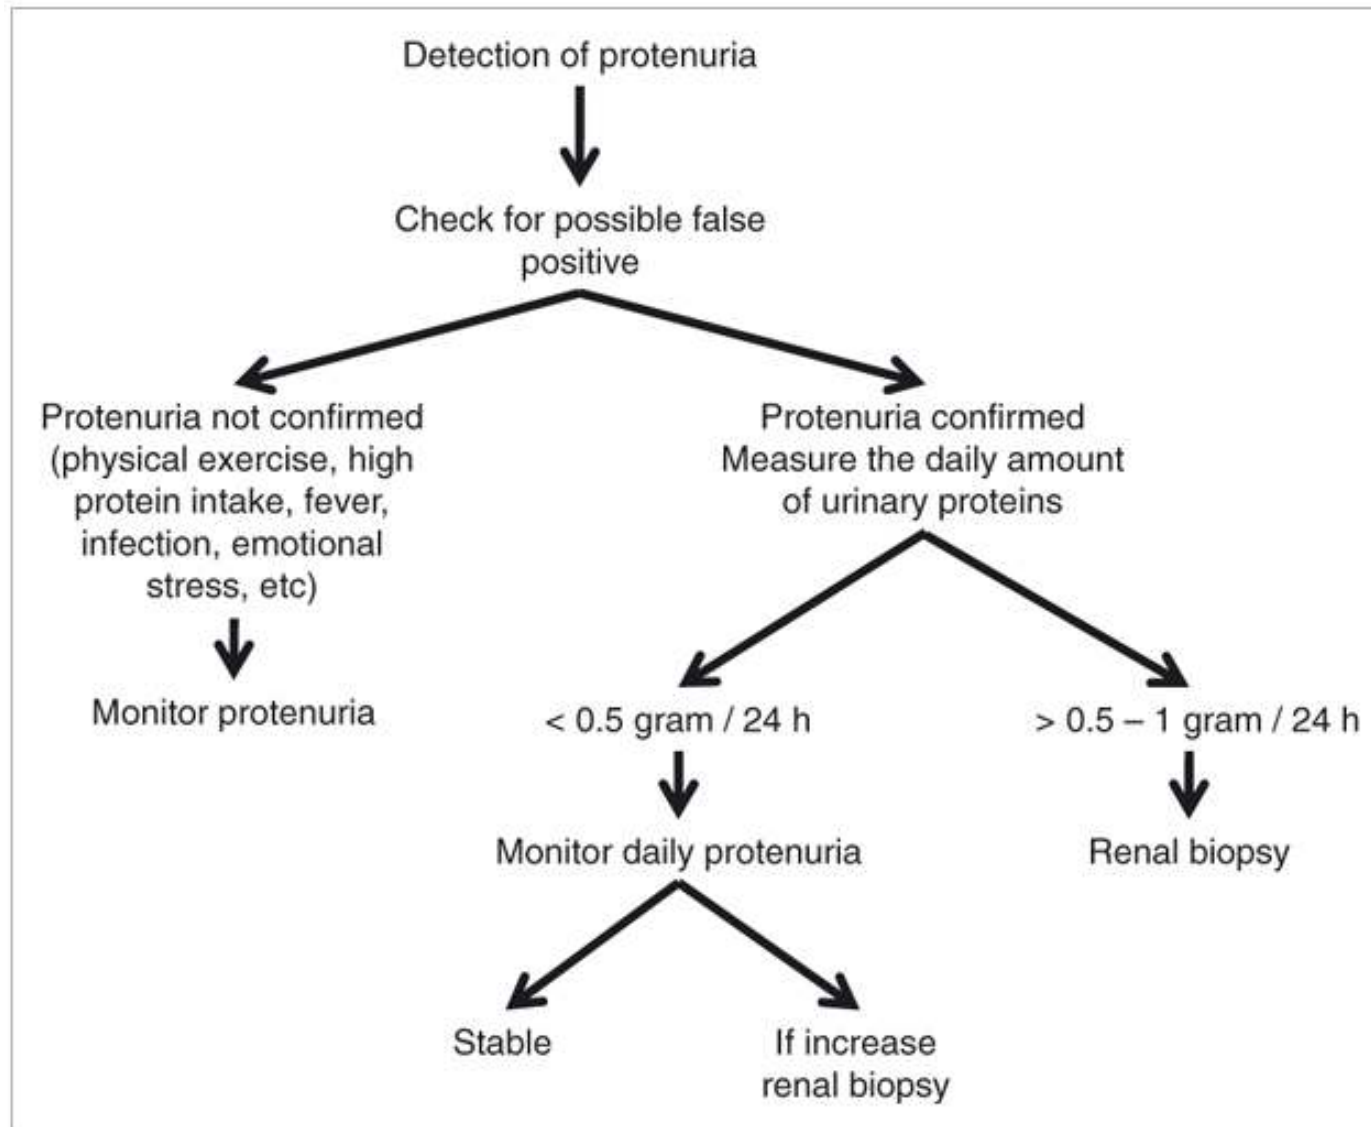 Detection of protenuria
Check for possible false
positive
Protenuria not confirmed
(physical exercise, high
protein intake, fever,
infection, emotional
stress, etc)
Monitor protenuria
Protenuria confirmed
Measure the daily amount
of urinary proteins
< 0.5 gram / 24 h
> 0.5 – 1 gram / 24 h
Monitor daily protenuria
Renal biopsy
Stable
If increase
renal biopsy